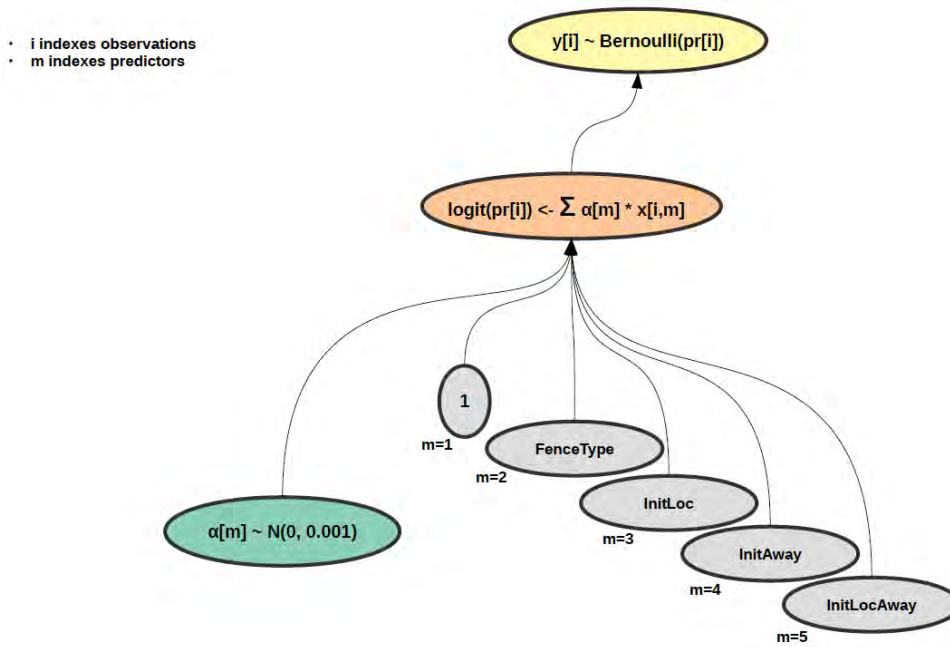 • i indexes observations
• m indexes predictors
y[i] ~ Bernoulli(pr[i])
logit(pr[i]) <- Σ α[m] * x[i,m]
1
m=1
FenceType
m=2
InitLoc
m=3
α[m] ~ N(0, 0.001)
InitAway
m=4
InitLocAway
m=5